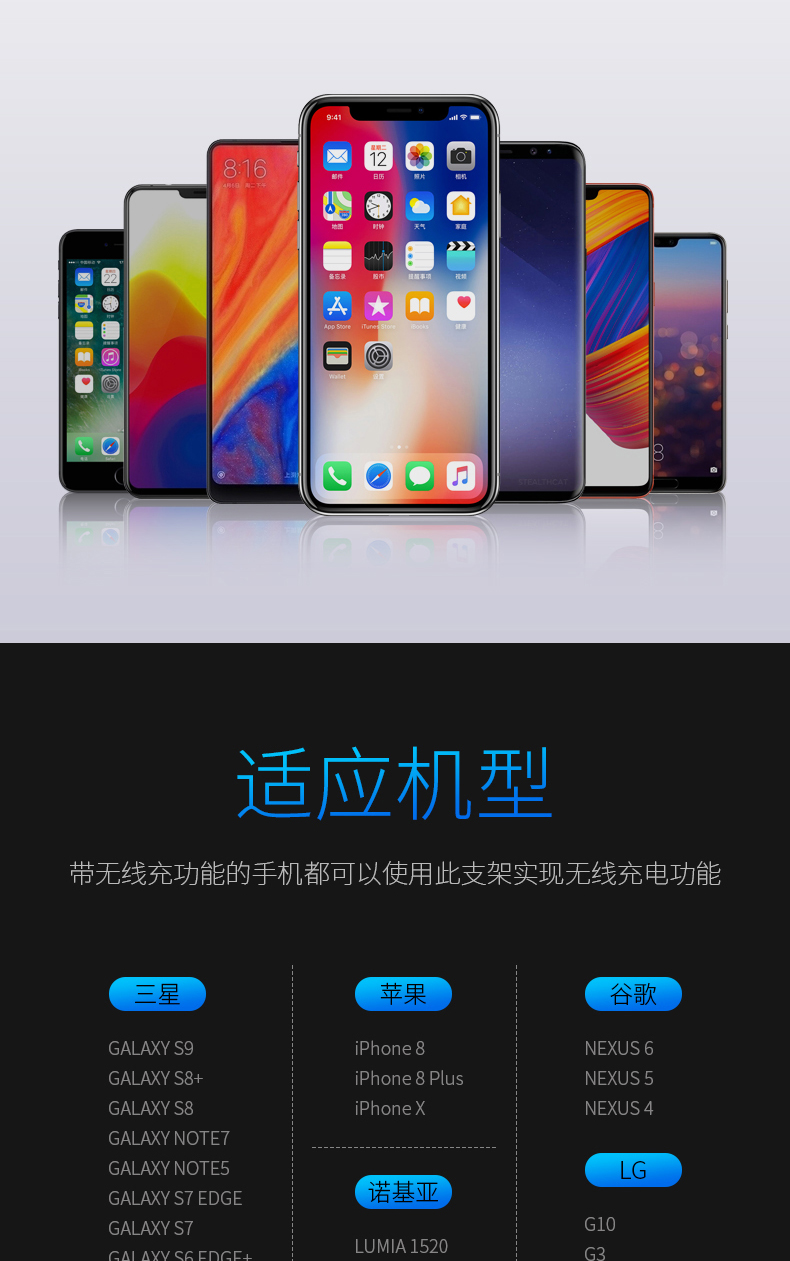 9:41
星期二
12
邮件
日历
照片
相机
地图
时钟
天气
家庭
备忘录
股市
提醒事项
视频
App Store
iTunes Store
iBooks
健康
Wallet
设置
8:16
22
适应机型
带无线充功能的手机都可以使用此支架实现无线充电功能
三星
GALAXY S9
GALAXY S8+
GALAXY S8
GALAXY NOTE7
GALAXY NOTE5
GALAXY S7 EDGE
GALAXY S7
GALAXY S6 EDGE+
苹果
iPhone 8
iPhone 8 Plus
iPhone X
诺基亚
LUMIA 1520
谷歌
NEXUS 6
NEXUS 5
NEXUS 4
LG
G10
G3